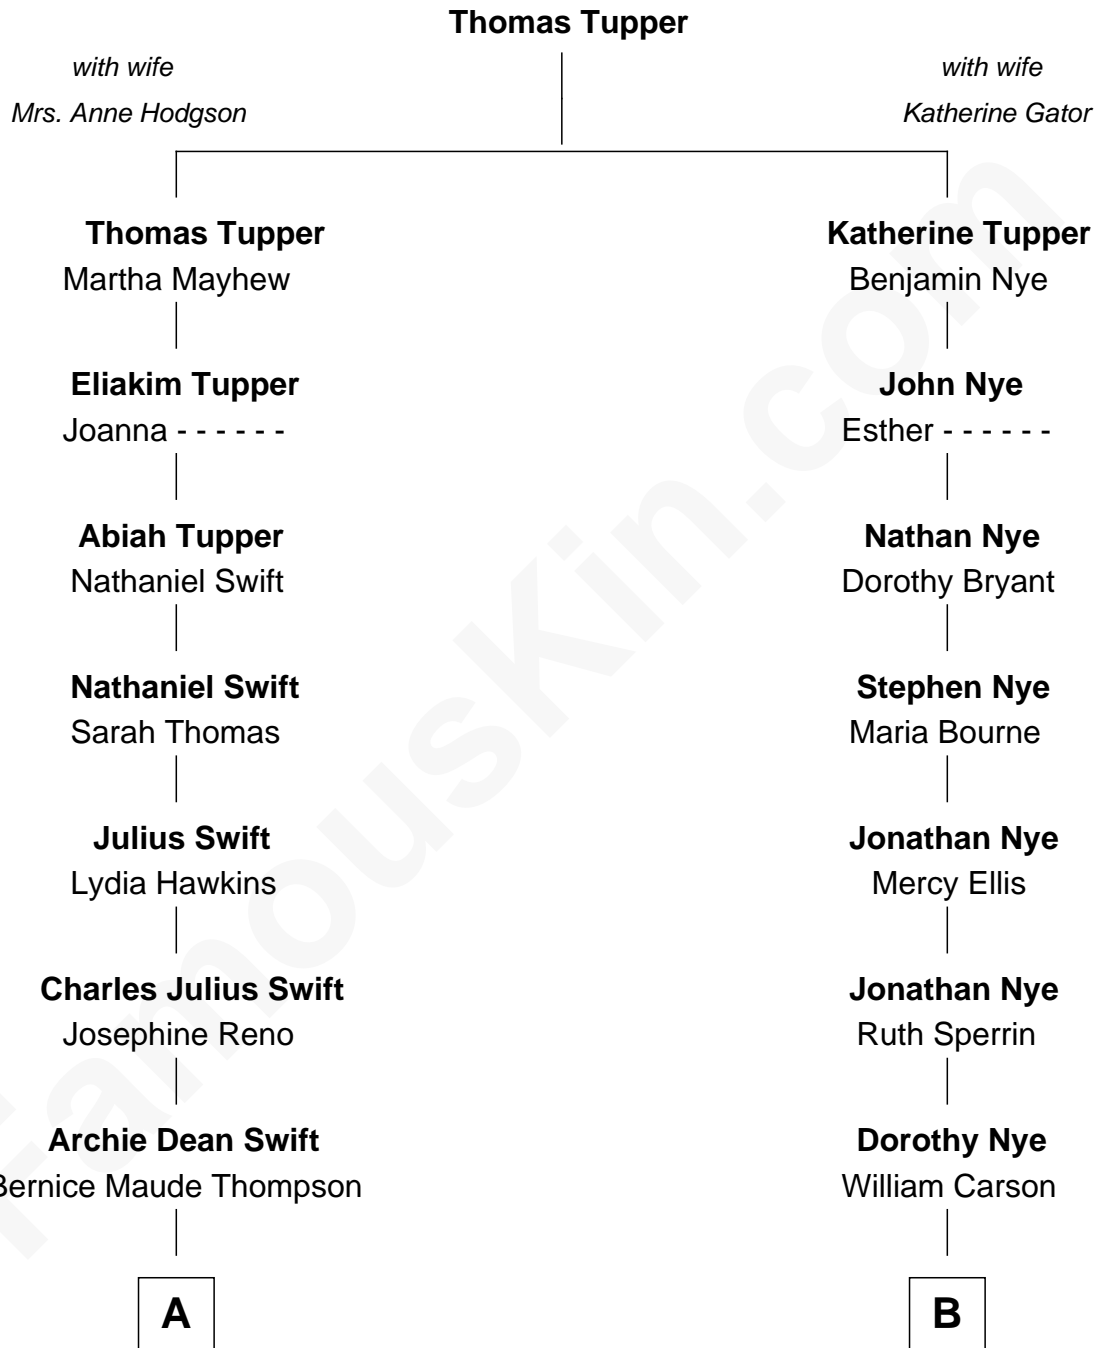 Thomas Tupper
with wife
Mrs. Anne Hodgson
with wife
Katherine Gator
Thomas Tupper
Martha Mayhew
Katherine Tupper
Benjamin Nye
Eliakim Tupper
Joanna - - - - - -
John Nye
Esther - - - - - -
Abiah Tupper
Nathaniel Swift
Nathan Nye
Dorothy Bryant
Nathaniel Swift
Sarah Thomas
Stephen Nye
Maria Bourne
Julius Swift
Lydia Hawkins
Jonathan Nye
Mercy Ellis
Charles Julius Swift
Josephine Reno
Jonathan Nye
Ruth Sperrin
Archie Dean Swift
Bernice Maude Thompson
Dorothy Nye
William Carson
A
B
FamousKin.com